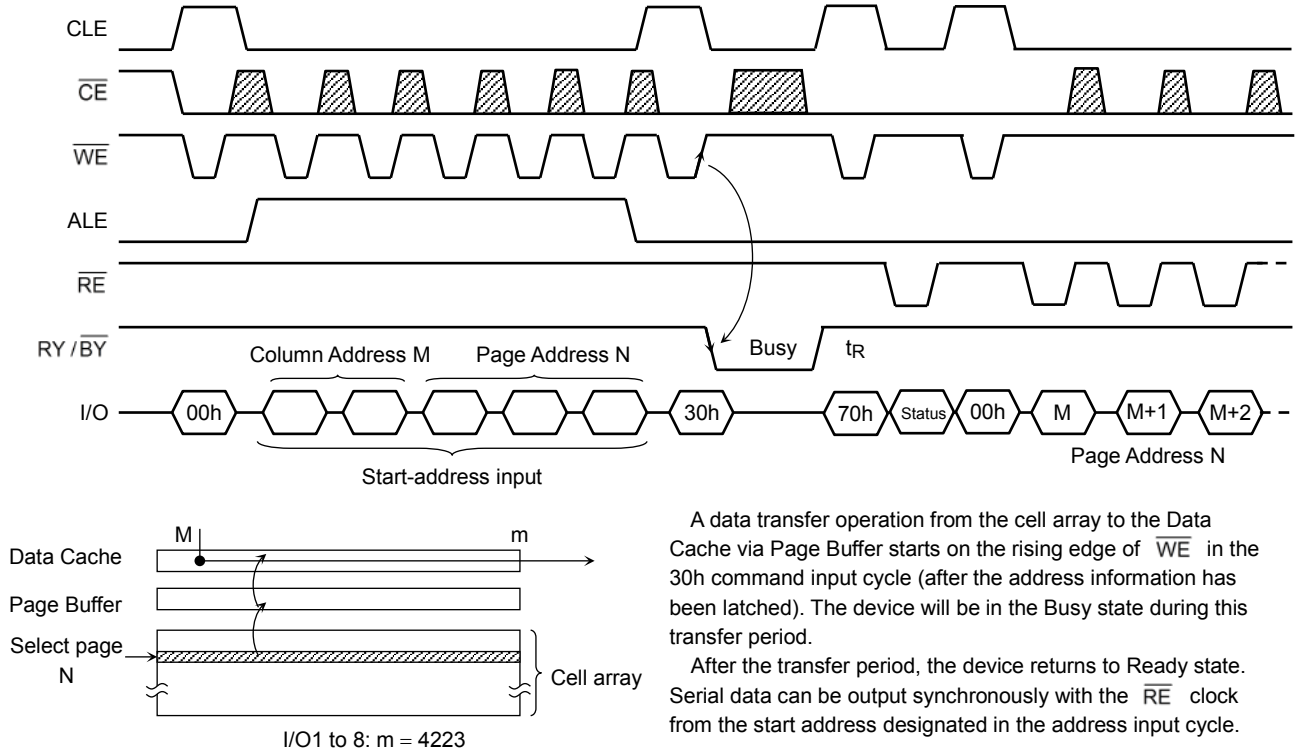 CLE
CE
WE
ALE
RE
RY / BY
Busy
tR
Column Address M
Page Address N
I/O
00h
30h
70h
Status
00h
M
M+1
M+2
Page Address N
Start-address input
M
m
Data Cache
Page Buffer
Select page
N
Cell array
I/O1 to 8: m = 4223
A data transfer operation from the cell array to the Data
Cache via Page Buffer starts on the rising edge of WE in the
30h command input cycle (after the address information has
been latched). The device will be in the Busy state during this
transfer period.
After the transfer period, the device returns to Ready state.
Serial data can be output synchronously with the RE clock
from the start address designated in the address input cycle.